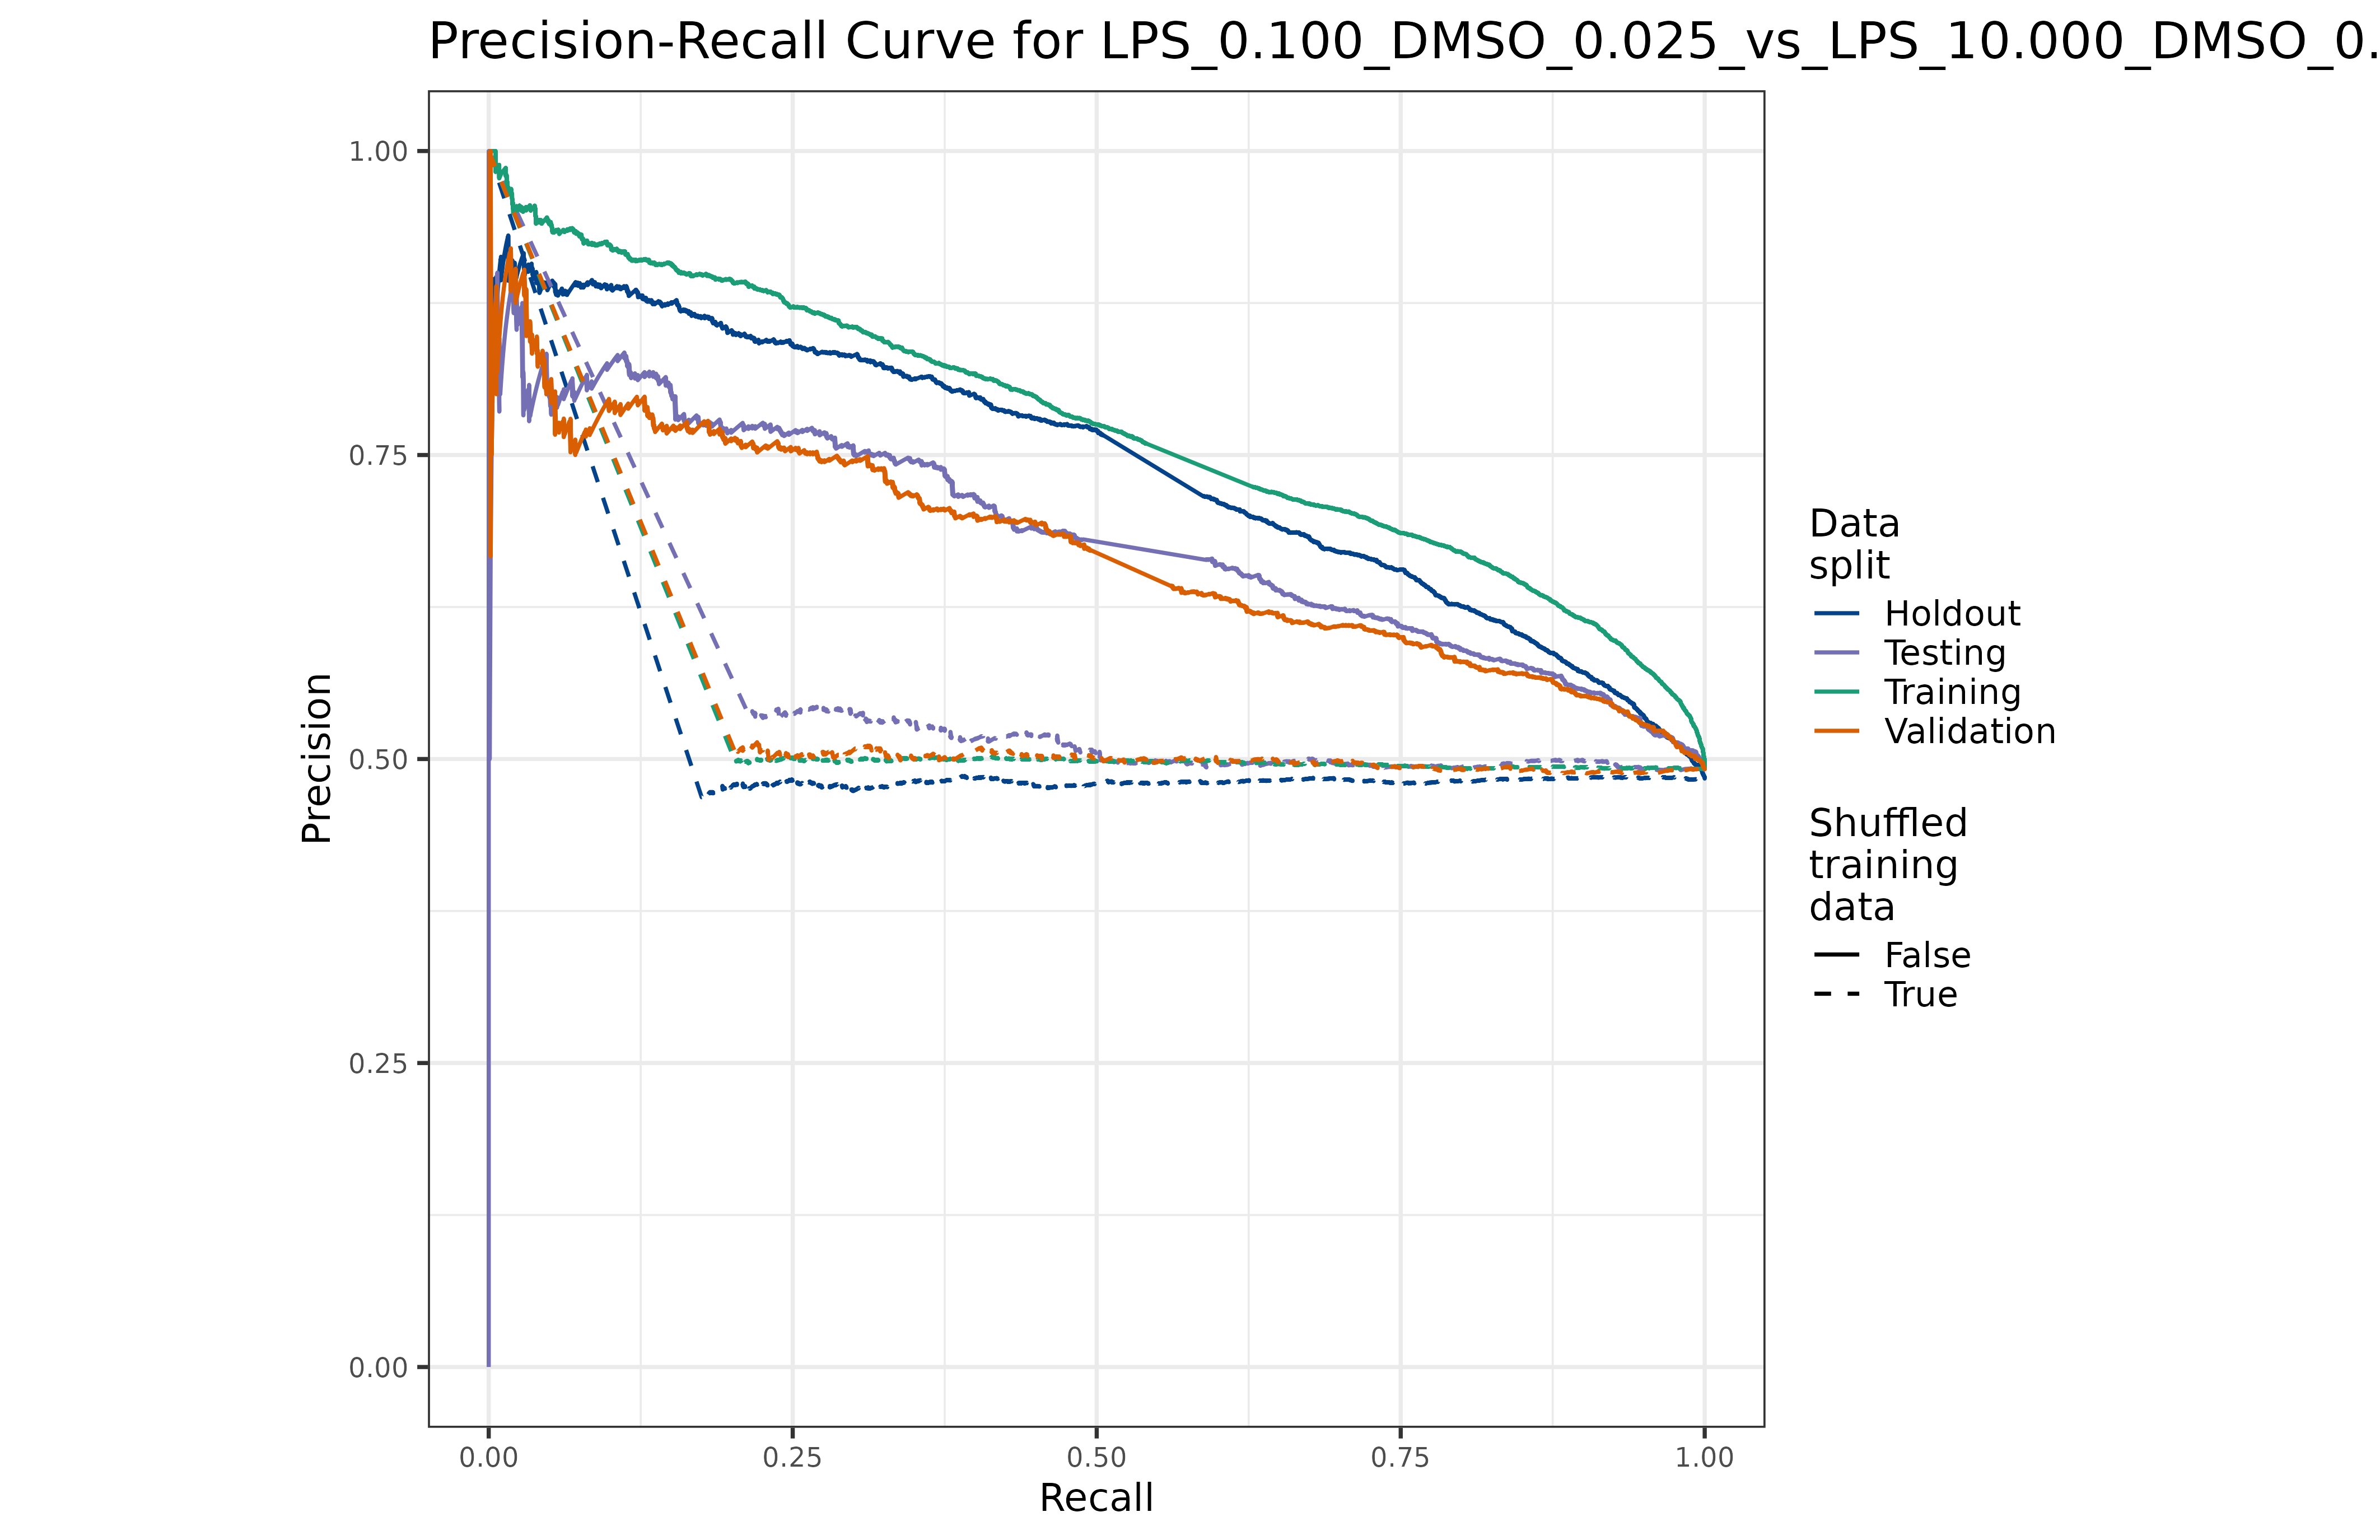 Precision-Recall Curve for LPS_0.100_DMSO_0.025_vs_LPS_10.000_DMSO_0.
1.00
0.75
0.50
0.25
0.00
Precision
0.00 0.25 0.50 0.75 1.00
Recall
Data
split
Holdout
Testing
Training
Validation
Shuffled
training
data
False
True